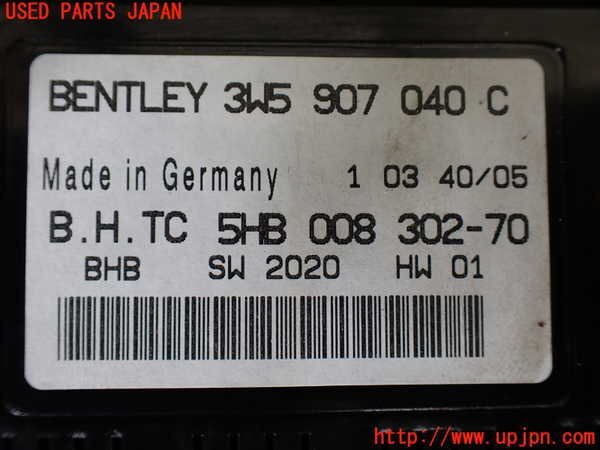 USED PARTS JAPAN
BENTLEY 3W5 907 040 C
Made in Germany 1 03 40/05
B.H.TC 5HB 008 302-70
BHB SW 2020 HW 01
http://www.upjpn.com/